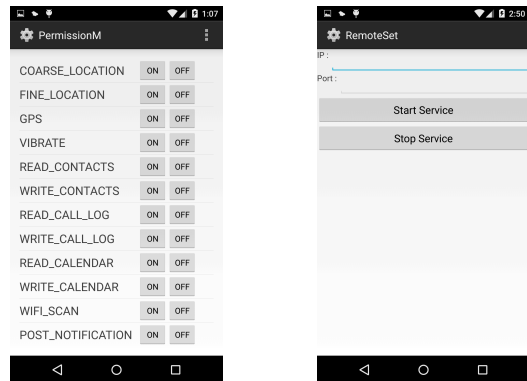 1:07
PermissionM
COARSE_LOCATION ON OFF
FINE_LOCATION ON OFF
GPS ON OFF
VIBRATE ON OFF
READ_CONTACTS ON OFF
WRITE_CONTACTS ON OFF
READ_CALL_LOG ON OFF
WRITE_CALL_LOG ON OFF
READ_CALENDAR ON OFF
WRITE_CALENDAR ON OFF
WIFI_SCAN ON OFF
POST_NOTIFICATION ON OFF
2:50
RemoteSet
IP :
Port :
Start Service
Stop Service